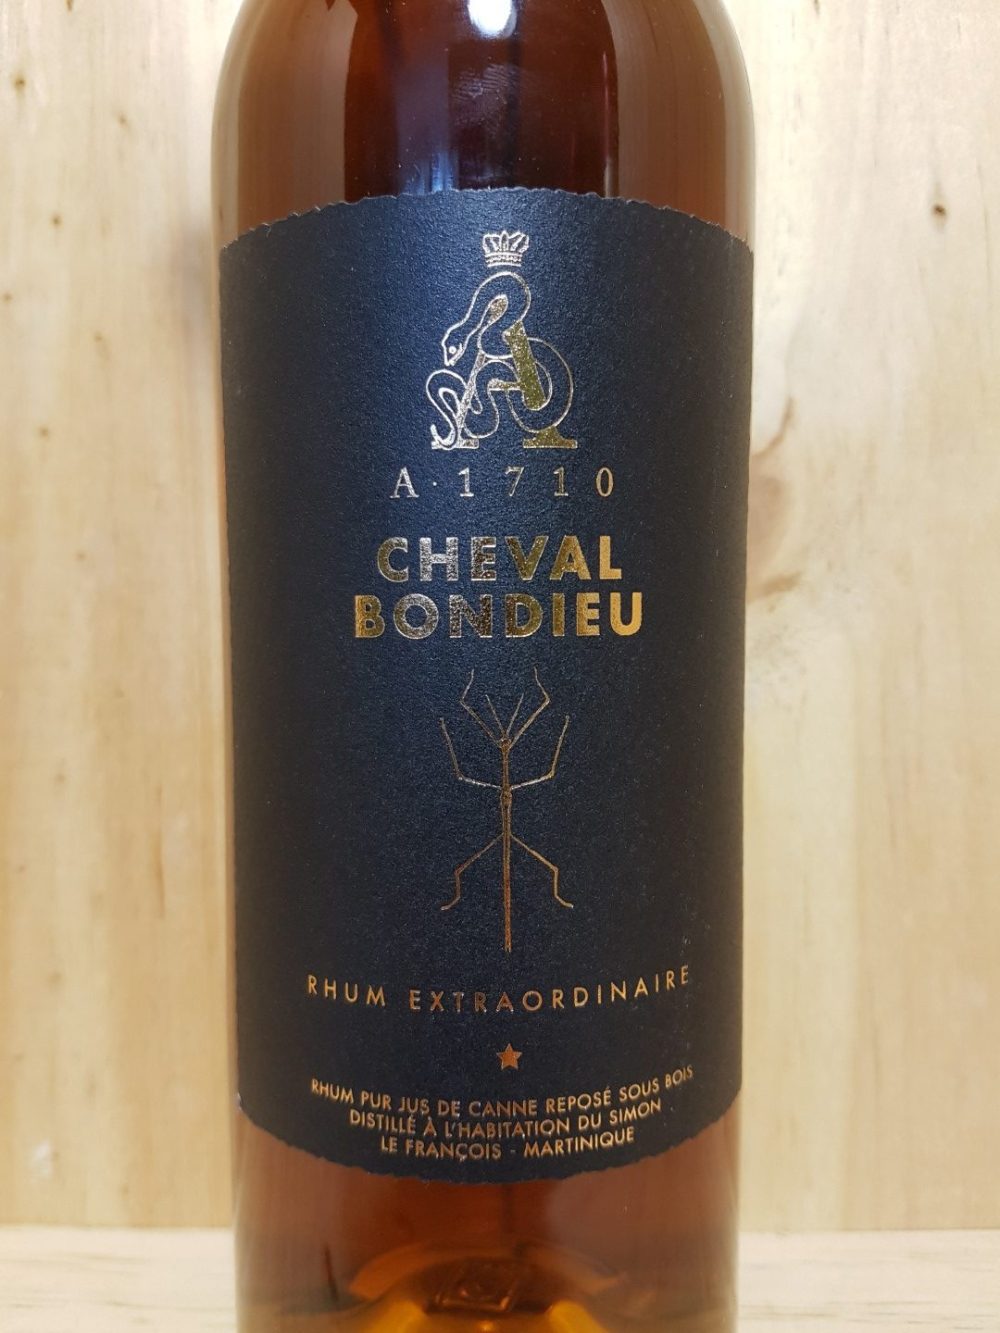 A
A·1710
CHEVAL
BONDIEU
RHUM EXTRAORDINAIRE
RHUM PUR JUS DE CANNE REPOSÉ SOUS BOIS
DISTILLÉ À L'HABITATION DU SIMON
LE FRANÇOIS - MARTINIQUE